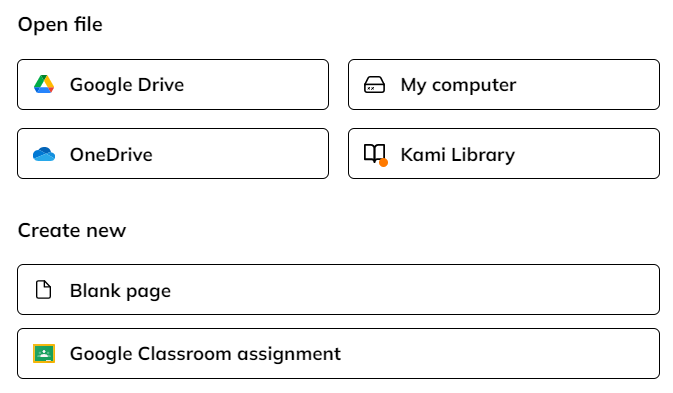 Open file
Google Drive
My computer
OneDrive
Kami Library
Create new
Blank page
Google Classroom assignment